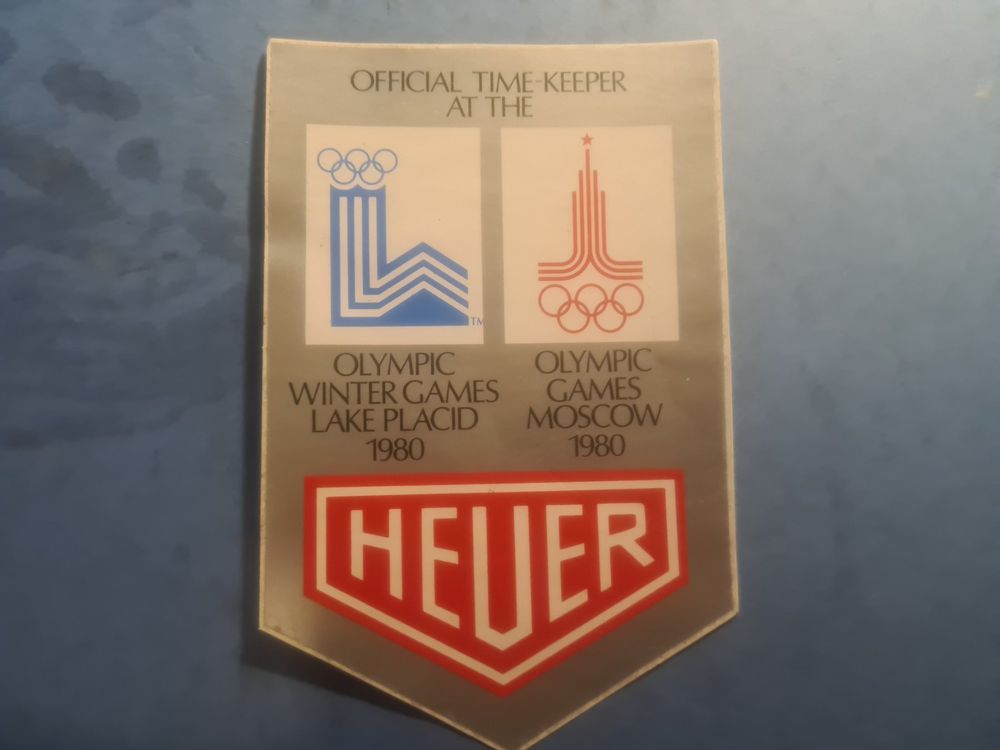 OFFICIAL TIME-KEEPER
AT THE
TM
OLYMPIC
WINTER GAMES
LAKE PLACID
1980
OLYMPIC
GAMES
MOSCOW
1980
HEUER